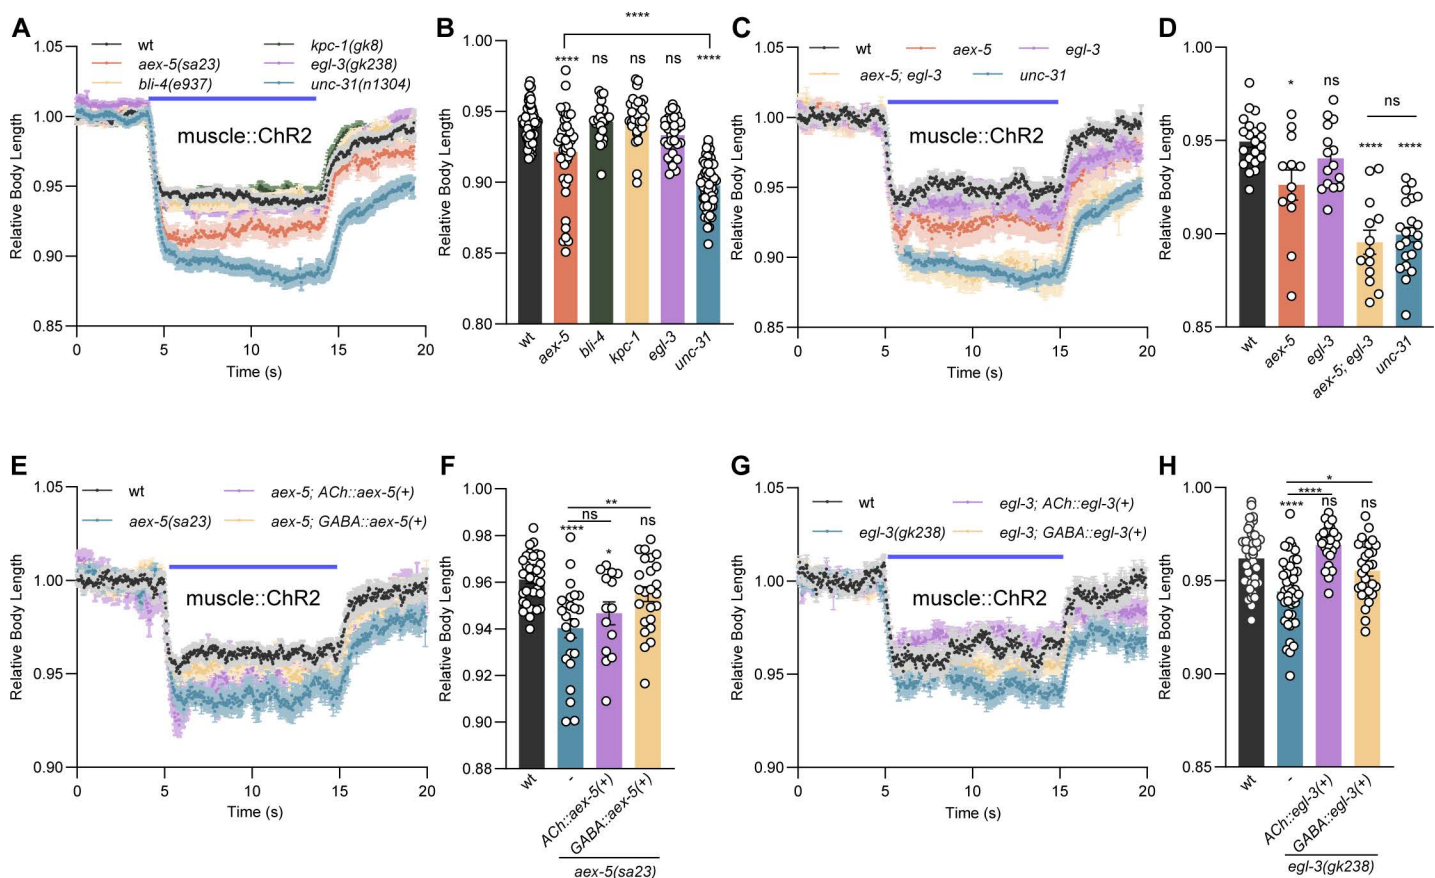 A
wt
aex-5(sa23)
bli-4(e937)
kpc-1(gk8)
egl-3(gk238)
unc-31(n1304)
muscle::ChR2
Relative Body Length
1.05
1.00
0.95
0.90
0.85
0 5 10 15 20
Time (s)
B
****
**** ns ns ns ****
Relative Body Length
1.00
0.95
0.90
0.85
0.80
wt aex-5 bli-4 kpc-1 egl-3 unc-31
C
wt aex-5 egl-3
aex-5; egl-3 unc-31
muscle::ChR2
Relative Body Length
1.05
1.00
0.95
0.90
0.85
0 5 10 15 20
Time (s)
D
ns
* ns **** ****
Relative Body Length
1.00
0.95
0.90
0.85
wt aex-5 egl-3 aex-5; egl-3 unc-31
E
wt aex-5; ACh::aex-5(+)
aex-5(sa23) aex-5; GABA::aex-5(+)
muscle::ChR2
Relative Body Length
1.05
1.00
0.95
0.90
0 5 10 15 20
Time (s)
F
**
ns
**** * ns
Relative Body Length
1.00
0.98
0.96
0.94
0.92
0.90
0.88
wt - ACh::aex-5(+) GABA::aex-5(+)
aex-5(sa23)
G
wt egl-3; ACh::egl-3(+)
egl-3(gk238) egl-3; GABA::egl-3(+)
muscle::ChR2
Relative Body Length
1.05
1.00
0.95
0.90
0 5 10 15 20
Time (s)
H
*
****
**** ns ns
Relative Body Length
1.00
0.95
0.90
0.85
wt - ACh::egl-3(+) GABA::egl-3(+)
egl-3(gk238)